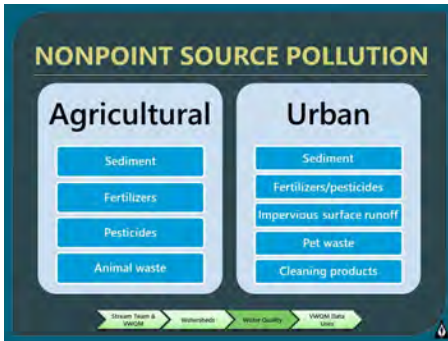 NONPOINT SOURCE POLLUTION
Agricultural
Sediment
Fertilizers
Pesticides
Animal waste
Urban
Sediment
Fertilizers/pesticides
Impervious surface runoff
Pet waste
Cleaning products
Stream Team &
VWQM
Watersheds
Water Quality
VWQM Data
Uses